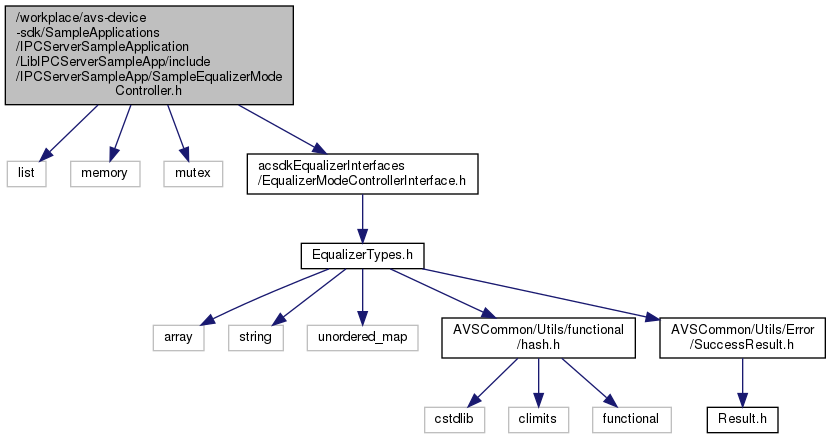 /workplace/avs-device
-sdk/SampleApplications
/IPCServerSampleApplication
/LibIPCServerSampleApp/include
/IPCServerSampleApp/SampleEqualizerMode
Controller.h
list
memory
mutex
acsdkEqualizerInterfaces
/EqualizerModeControllerInterface.h
EqualizerTypes.h
array
string
unordered_map
AVSCommon/Utils/functional
/hash.h
AVSCommon/Utils/Error
/SuccessResult.h
cstdlib
climits
functional
Result.h